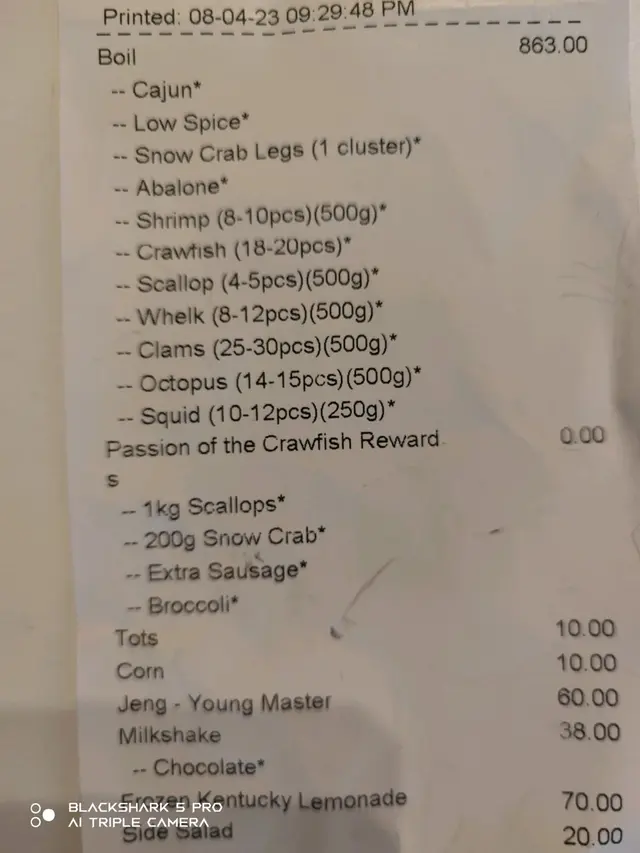 Printed: 08-04-23 09:29:48 PM
Boil 863.00
-- Cajun*
-- Low Spice*
-- Snow Crab Legs (1 cluster)*
-- Abalone*
-- Shrimp (8-10pcs)(500g)*
-- Crawfish (18-20pcs)*
-- Scallop (4-5pcs)(500g)*
-- Whelk (8-12pcs)(500g)*
-- Clams (25-30pcs)(500g)*
-- Octopus (14-15pcs)(500g)*
-- Squid (10-12pcs)(250g)*
Passion of the Crawfish Reward 0.00
s
-- 1kg Scallops*
-- 200g Snow Crab*
-- Extra Sausage*
-- Broccoli*
Tots 10.00
Corn 10.00
Jeng - Young Master 60.00
Milkshake 38.00
-- Chocolate*
Frozen Kentucky Lemonade 70.00
Side Salad 20.00
BLACKSHARK 5 PRO
AI TRIPLE CAMERA